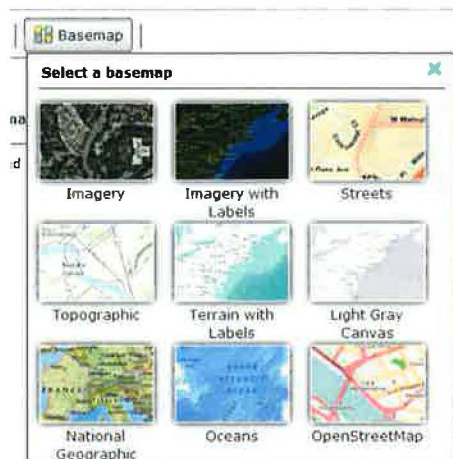 Basemap
Select a basemap
Imagery
Imagery with
Labels
Streets
Topographic
Terrain with
Labels
Light Gray
Canvas
National
Geographic
Oceans
OpenStreetMap